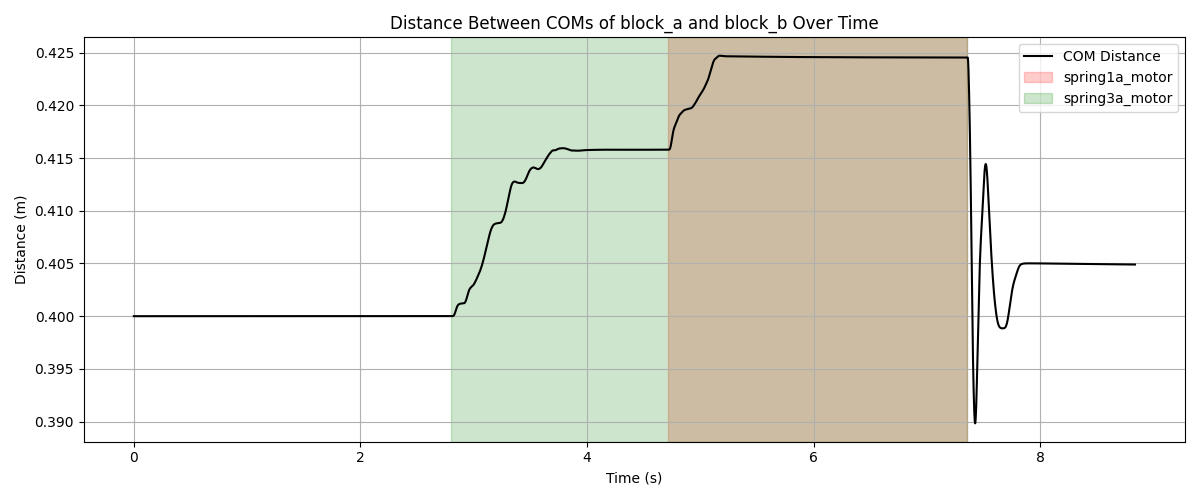 Distance Between COMs of block_a and block_b Over Time
0.425
0.420
0.415
0.410
0.405
0.400
0.395
0.390
Distance (m)
COM Distance
spring1a_motor
spring3a_motor
0
2
4
6
8
Time (s)